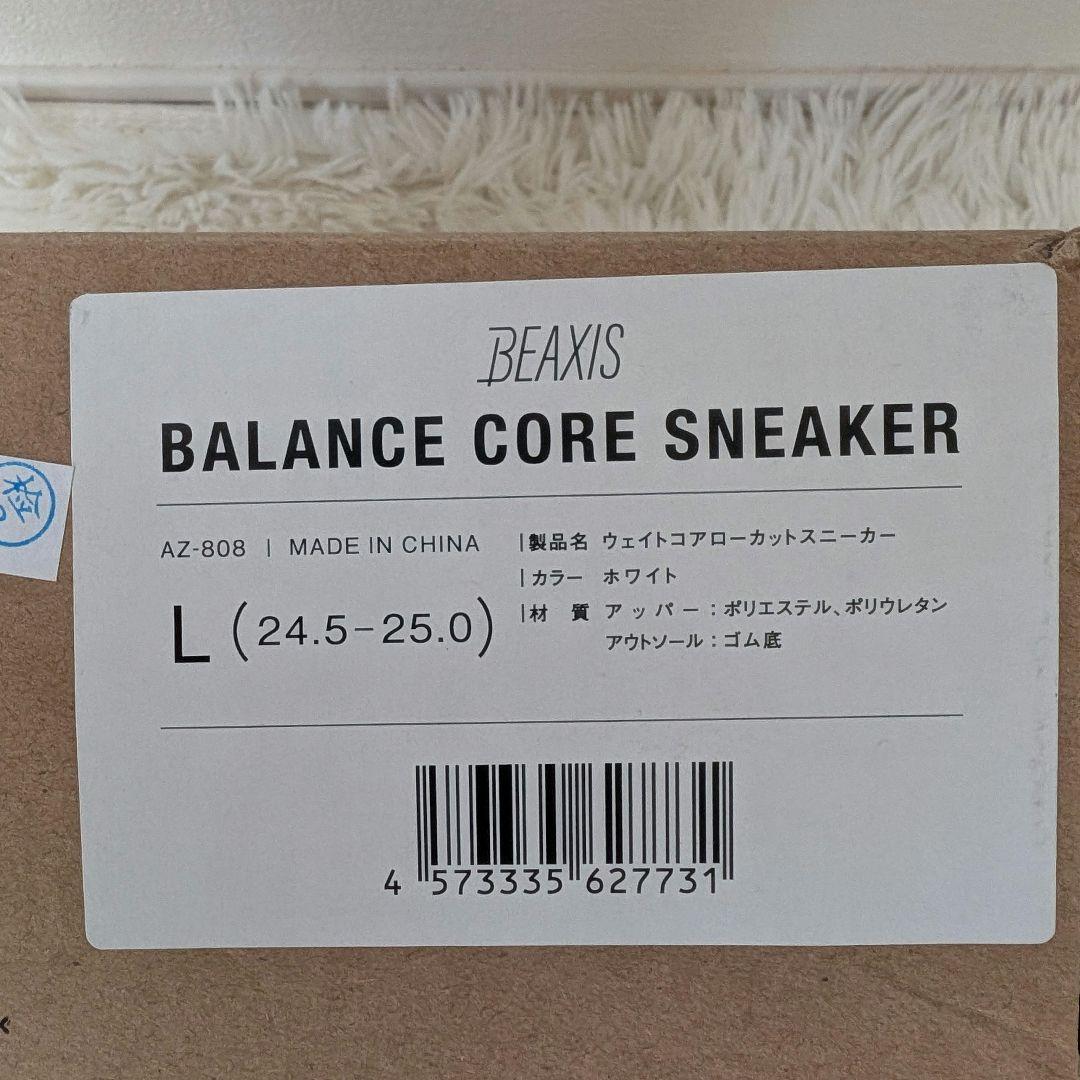 BEAXIS
BALANCE CORE SNEAKER
AZ-808 | MADE IN CHINA
L (24.5-25.0)
|製品名 ウェイトコアローカットスニーカー
|カラー ホワイト
|材 質 アッパー:ポリエステル、ポリウレタン
アウトソール:ゴム底
4 573335 627731
検